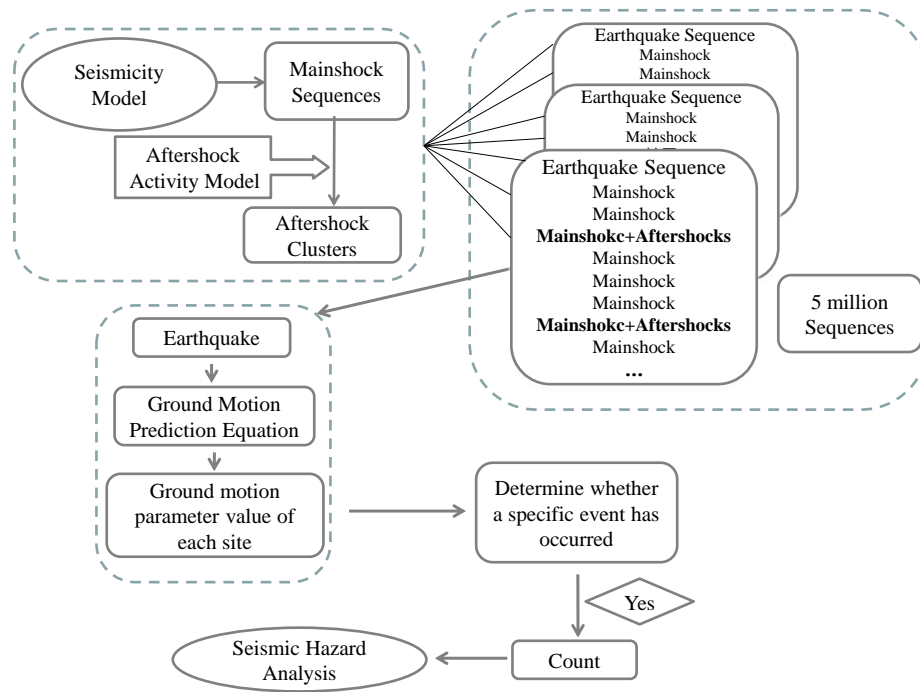 Seismicity
Model
Mainshock
Sequences
Aftershock
Activity Model
Aftershock
Clusters
Earthquake Sequence
Mainshock
Mainshock
Earthquake Sequence
Mainshock
Mainshock
Earthquake Sequence
Mainshock
Mainshock
Mainshokc+Aftershocks
Mainshock
Mainshock
Mainshock
Mainshokc+Aftershocks
Mainshock
...
5 million
Sequences
Earthquake
Ground Motion
Prediction Equation
Ground motion
parameter value of
each site
Determine whether
a specific event has
occurred
Yes
Count
Seismic Hazard
Analysis